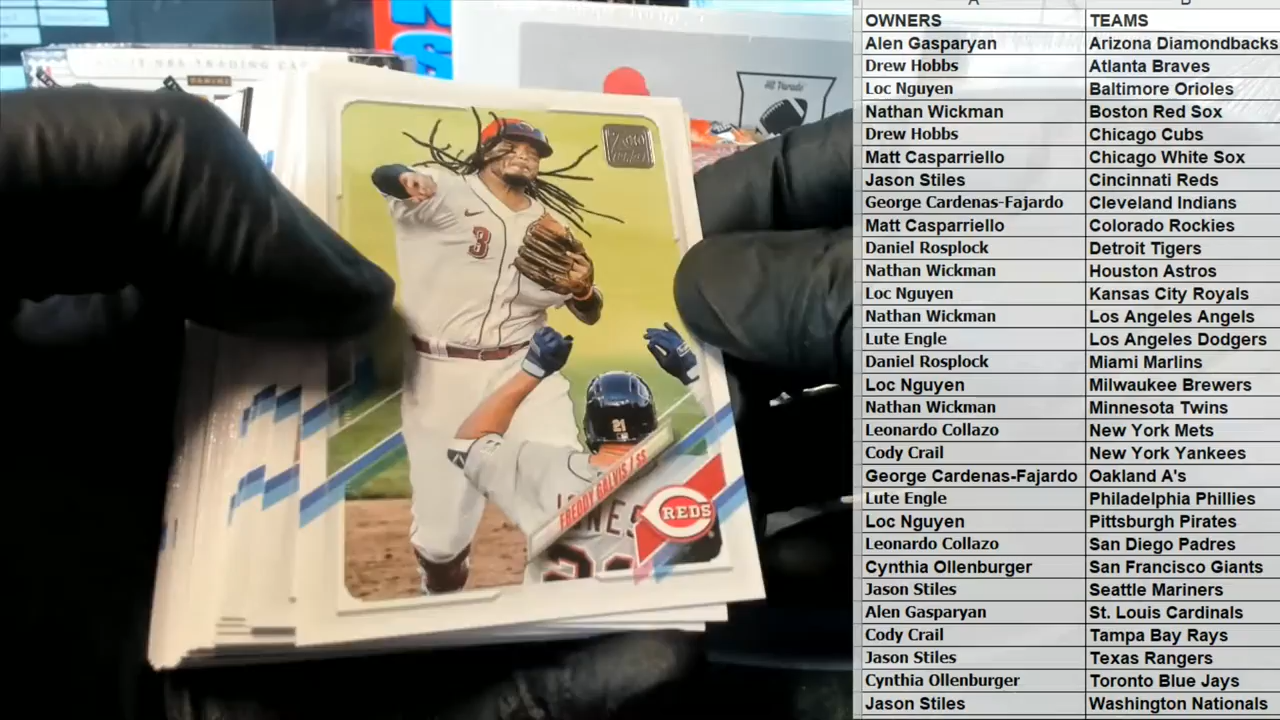 OWNERS TEAMS
Alen Gasparyan Arizona Diamondbacks
Drew Hobbs Atlanta Braves
Loc Nguyen Baltimore Orioles
Nathan Wickman Boston Red Sox
Drew Hobbs Chicago Cubs
Matt Casparriello Chicago White Sox
Jason Stiles Cincinnati Reds
George Cardenas-Fajardo Cleveland Indians
Matt Casparriello Colorado Rockies
Daniel Rosplock Detroit Tigers
Nathan Wickman Houston Astros
Loc Nguyen Kansas City Royals
Nathan Wickman Los Angeles Angels
Lute Engle Los Angeles Dodgers
Daniel Rosplock Miami Marlins
Loc Nguyen Milwaukee Brewers
Nathan Wickman Minnesota Twins
Leonardo Collazo New York Mets
Cody Crail New York Yankees
George Cardenas-Fajardo Oakland A's
Lute Engle Philadelphia Phillies
Loc Nguyen Pittsburgh Pirates
Leonardo Collazo San Diego Padres
Cynthia Ollenburger San Francisco Giants
Jason Stiles Seattle Mariners
Alen Gasparyan St. Louis Cardinals
Cody Crail Tampa Bay Rays
Jason Stiles Texas Rangers
Cynthia Ollenburger Toronto Blue Jays
Jason Stiles Washington Nationals
PANINI
3
21
FREDDY GALVIS / SS
REDS